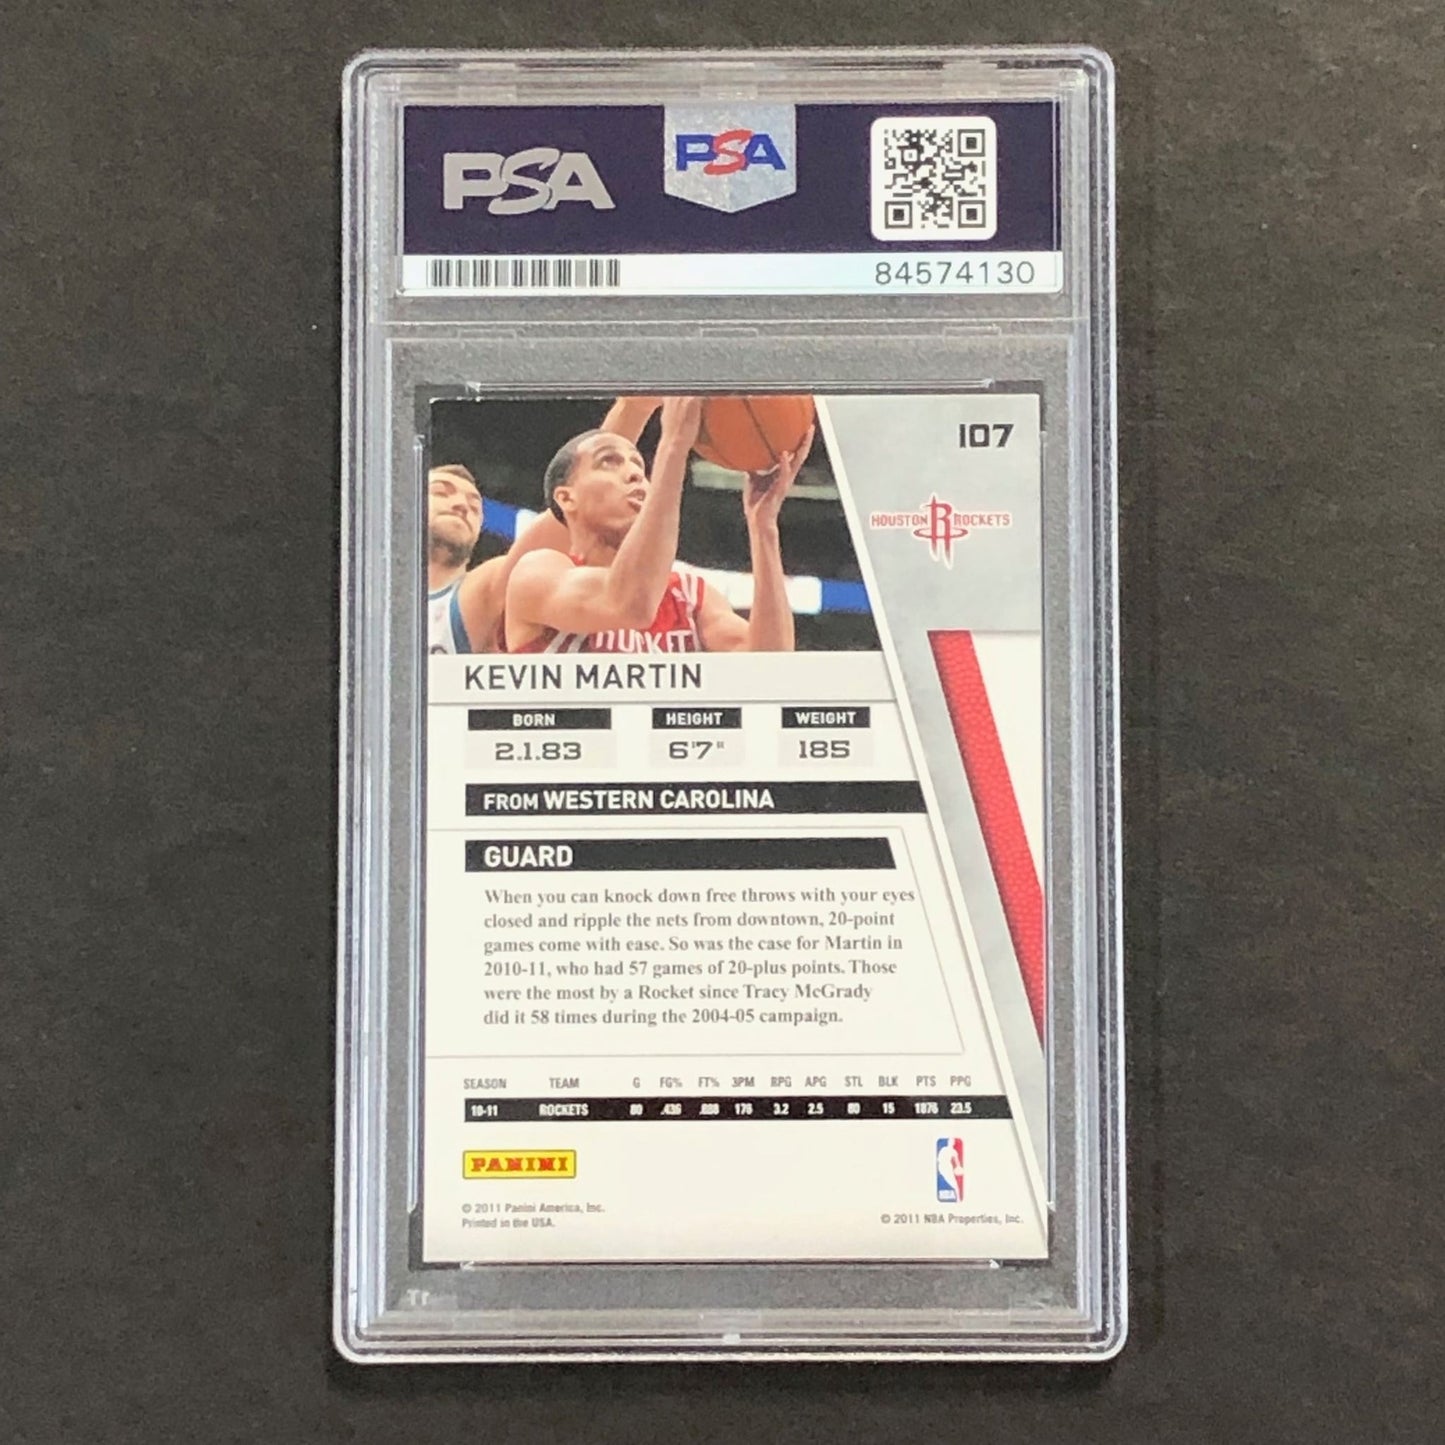 PSA
PSA
84574130
107
HOUSTON R ROCKETS
ROCKET
KEVIN MARTIN
BORN HEIGHT WEIGHT
2.1.83 6'7" 185
FROM WESTERN CAROLINA
GUARD
When you can knock down free throws with your eyes
closed and ripple the nets from downtown, 20-point
games come with ease. So was the case for Martin in
2010-11, who had 57 games of 20-plus points. Those
were the most by a Rocket since Tracy McGrady
did it 58 times during the 2004-05 campaign.
SEASON TEAM G FG% FT% 3PM RPG APG STL BLK PTS PPG
10-11 ROCKETS 80 .436 .888 176 3.2 2.5 80 15 1876 23.5
PANINI
NBA
© 2011 Panini America, Inc.
Printed in the USA.
© 2011 NBA Properties, Inc.